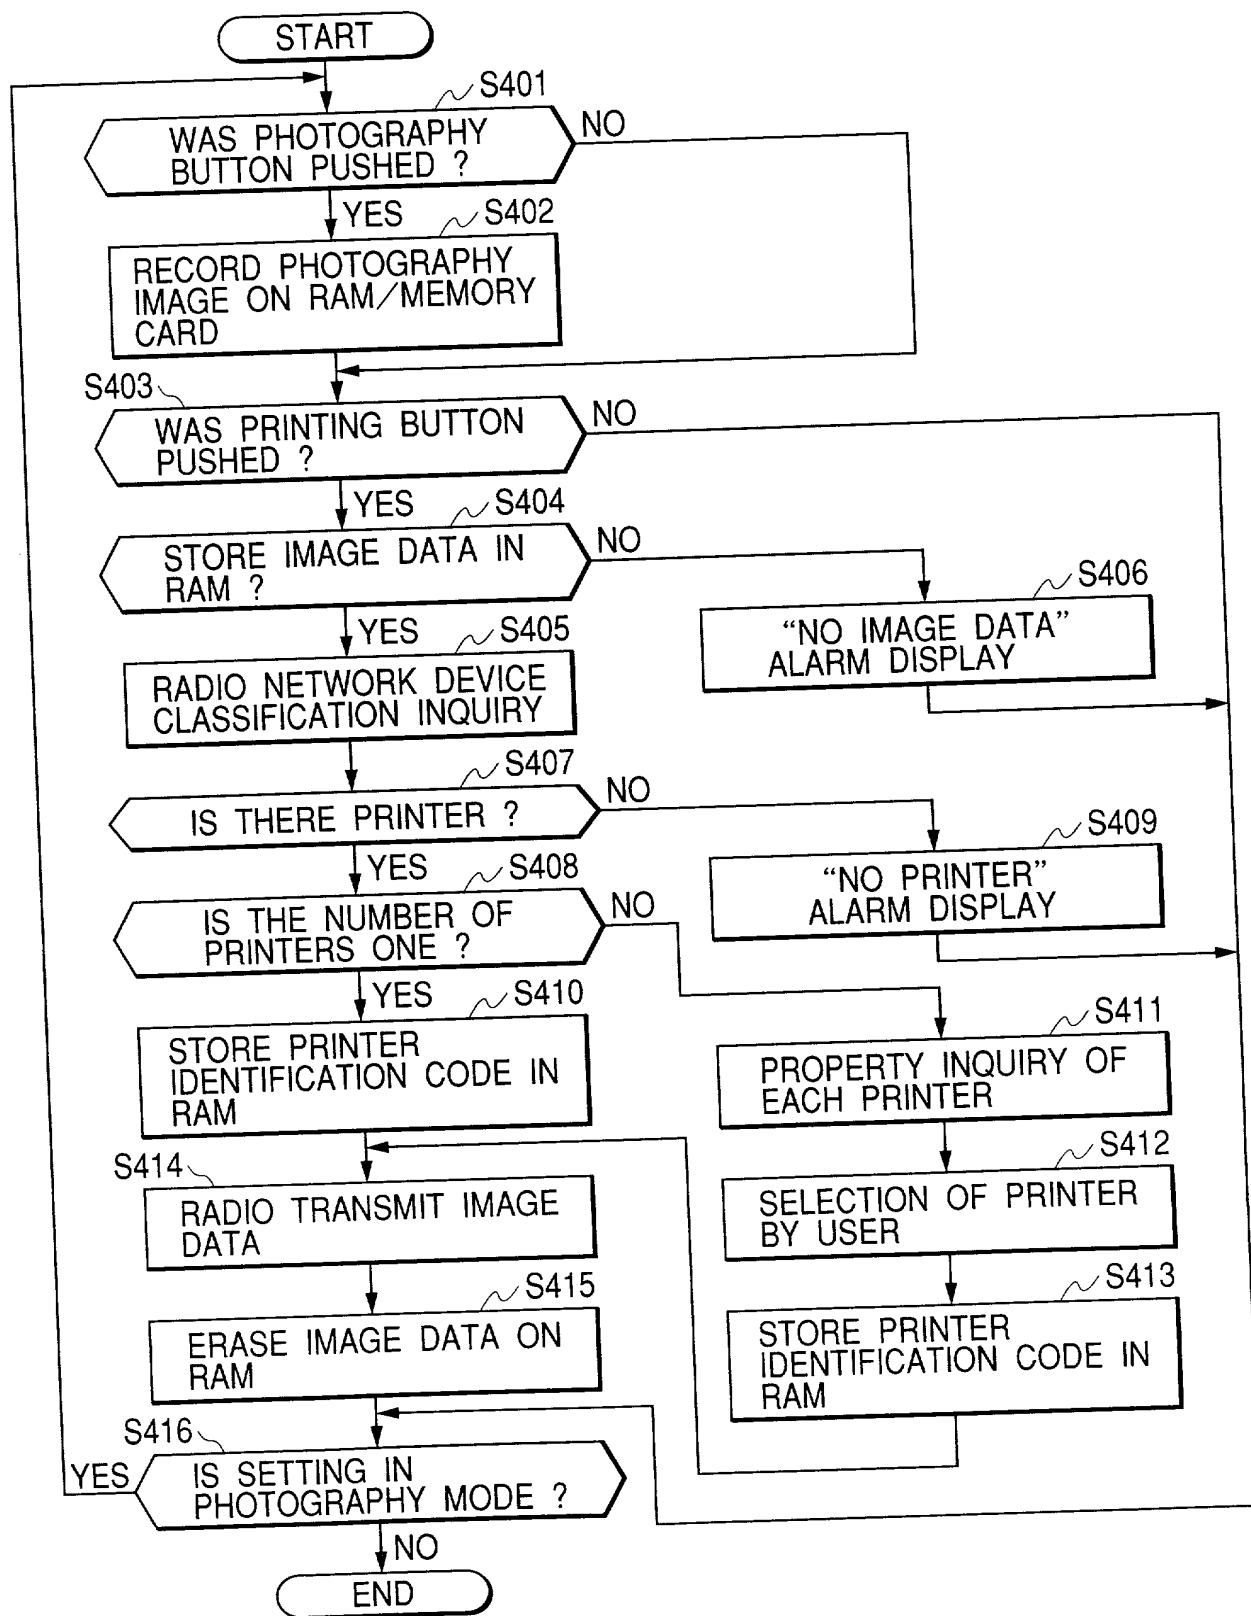 START
S401
WAS PHOTOGRAPHY
BUTTON PUSHED ?
NO
YES
S402
RECORD PHOTOGRAPHY
IMAGE ON RAM/MEMORY
CARD
S403
WAS PRINTING BUTTON
PUSHED ?
NO
YES
S404
STORE IMAGE DATA IN
RAM ?
NO
S406
“NO IMAGE DATA”
ALARM DISPLAY
YES
S405
RADIO NETWORK DEVICE
CLASSIFICATION INQUIRY
S407
IS THERE PRINTER ?
NO
S409
“NO PRINTER”
ALARM DISPLAY
YES
S408
IS THE NUMBER OF
PRINTERS ONE ?
NO
YES
S410
STORE PRINTER
IDENTIFICATION CODE IN
RAM
S411
PROPERTY INQUIRY OF
EACH PRINTER
S412
SELECTION OF PRINTER
BY USER
S413
STORE PRINTER
IDENTIFICATION CODE IN
RAM
S414
RADIO TRANSMIT IMAGE
DATA
S415
ERASE IMAGE DATA ON
RAM
S416
IS SETTING IN
PHOTOGRAPHY MODE ?
YES
NO
END